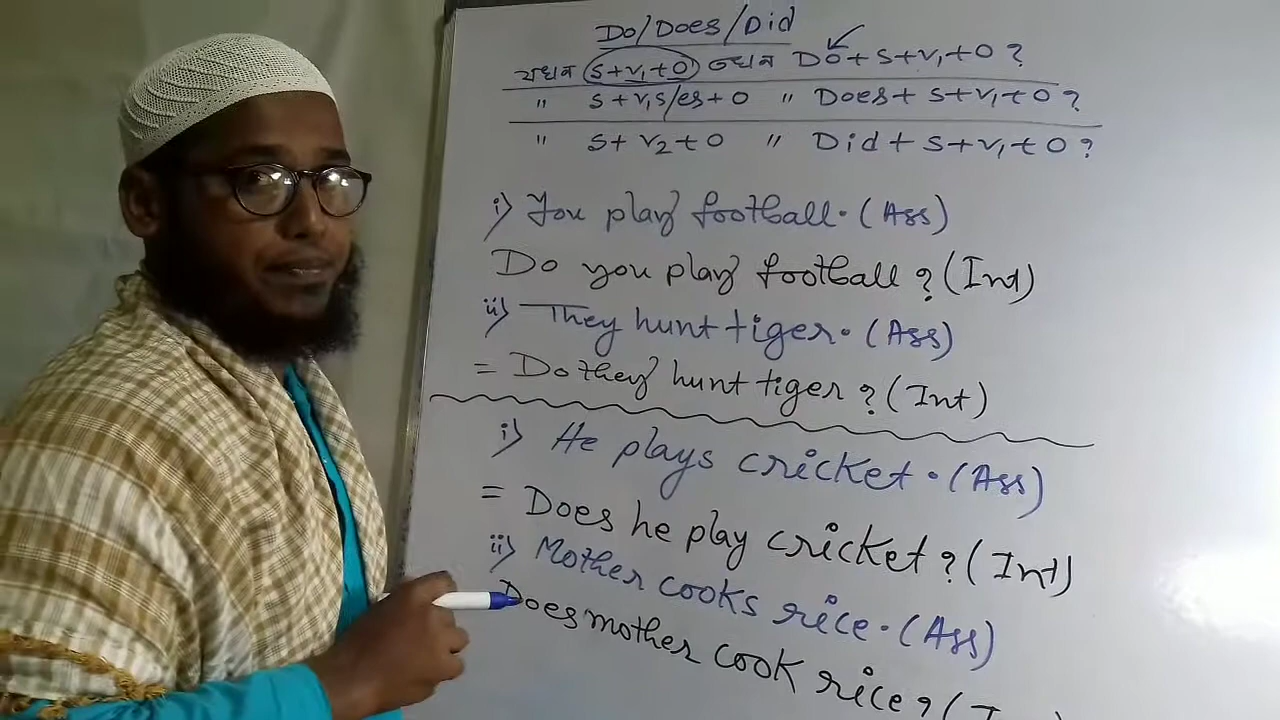 Do/Does/Did
যখন S+V₁+O তখন Do+S+V₁+O?
" S+V₁s/es+O " Does+S+V₁+O?
" S+V₂+O " Did+S+V₁+O?
i) You play football. (Ass)
Do you play football? (Int)
ii) They hunt tiger. (Ass)
= Do they hunt tiger? (Int)
i) He plays cricket. (Ass)
= Does he play cricket? (Int)
ii) Mother cooks rice. (Ass)
Does mother cook rice? (I